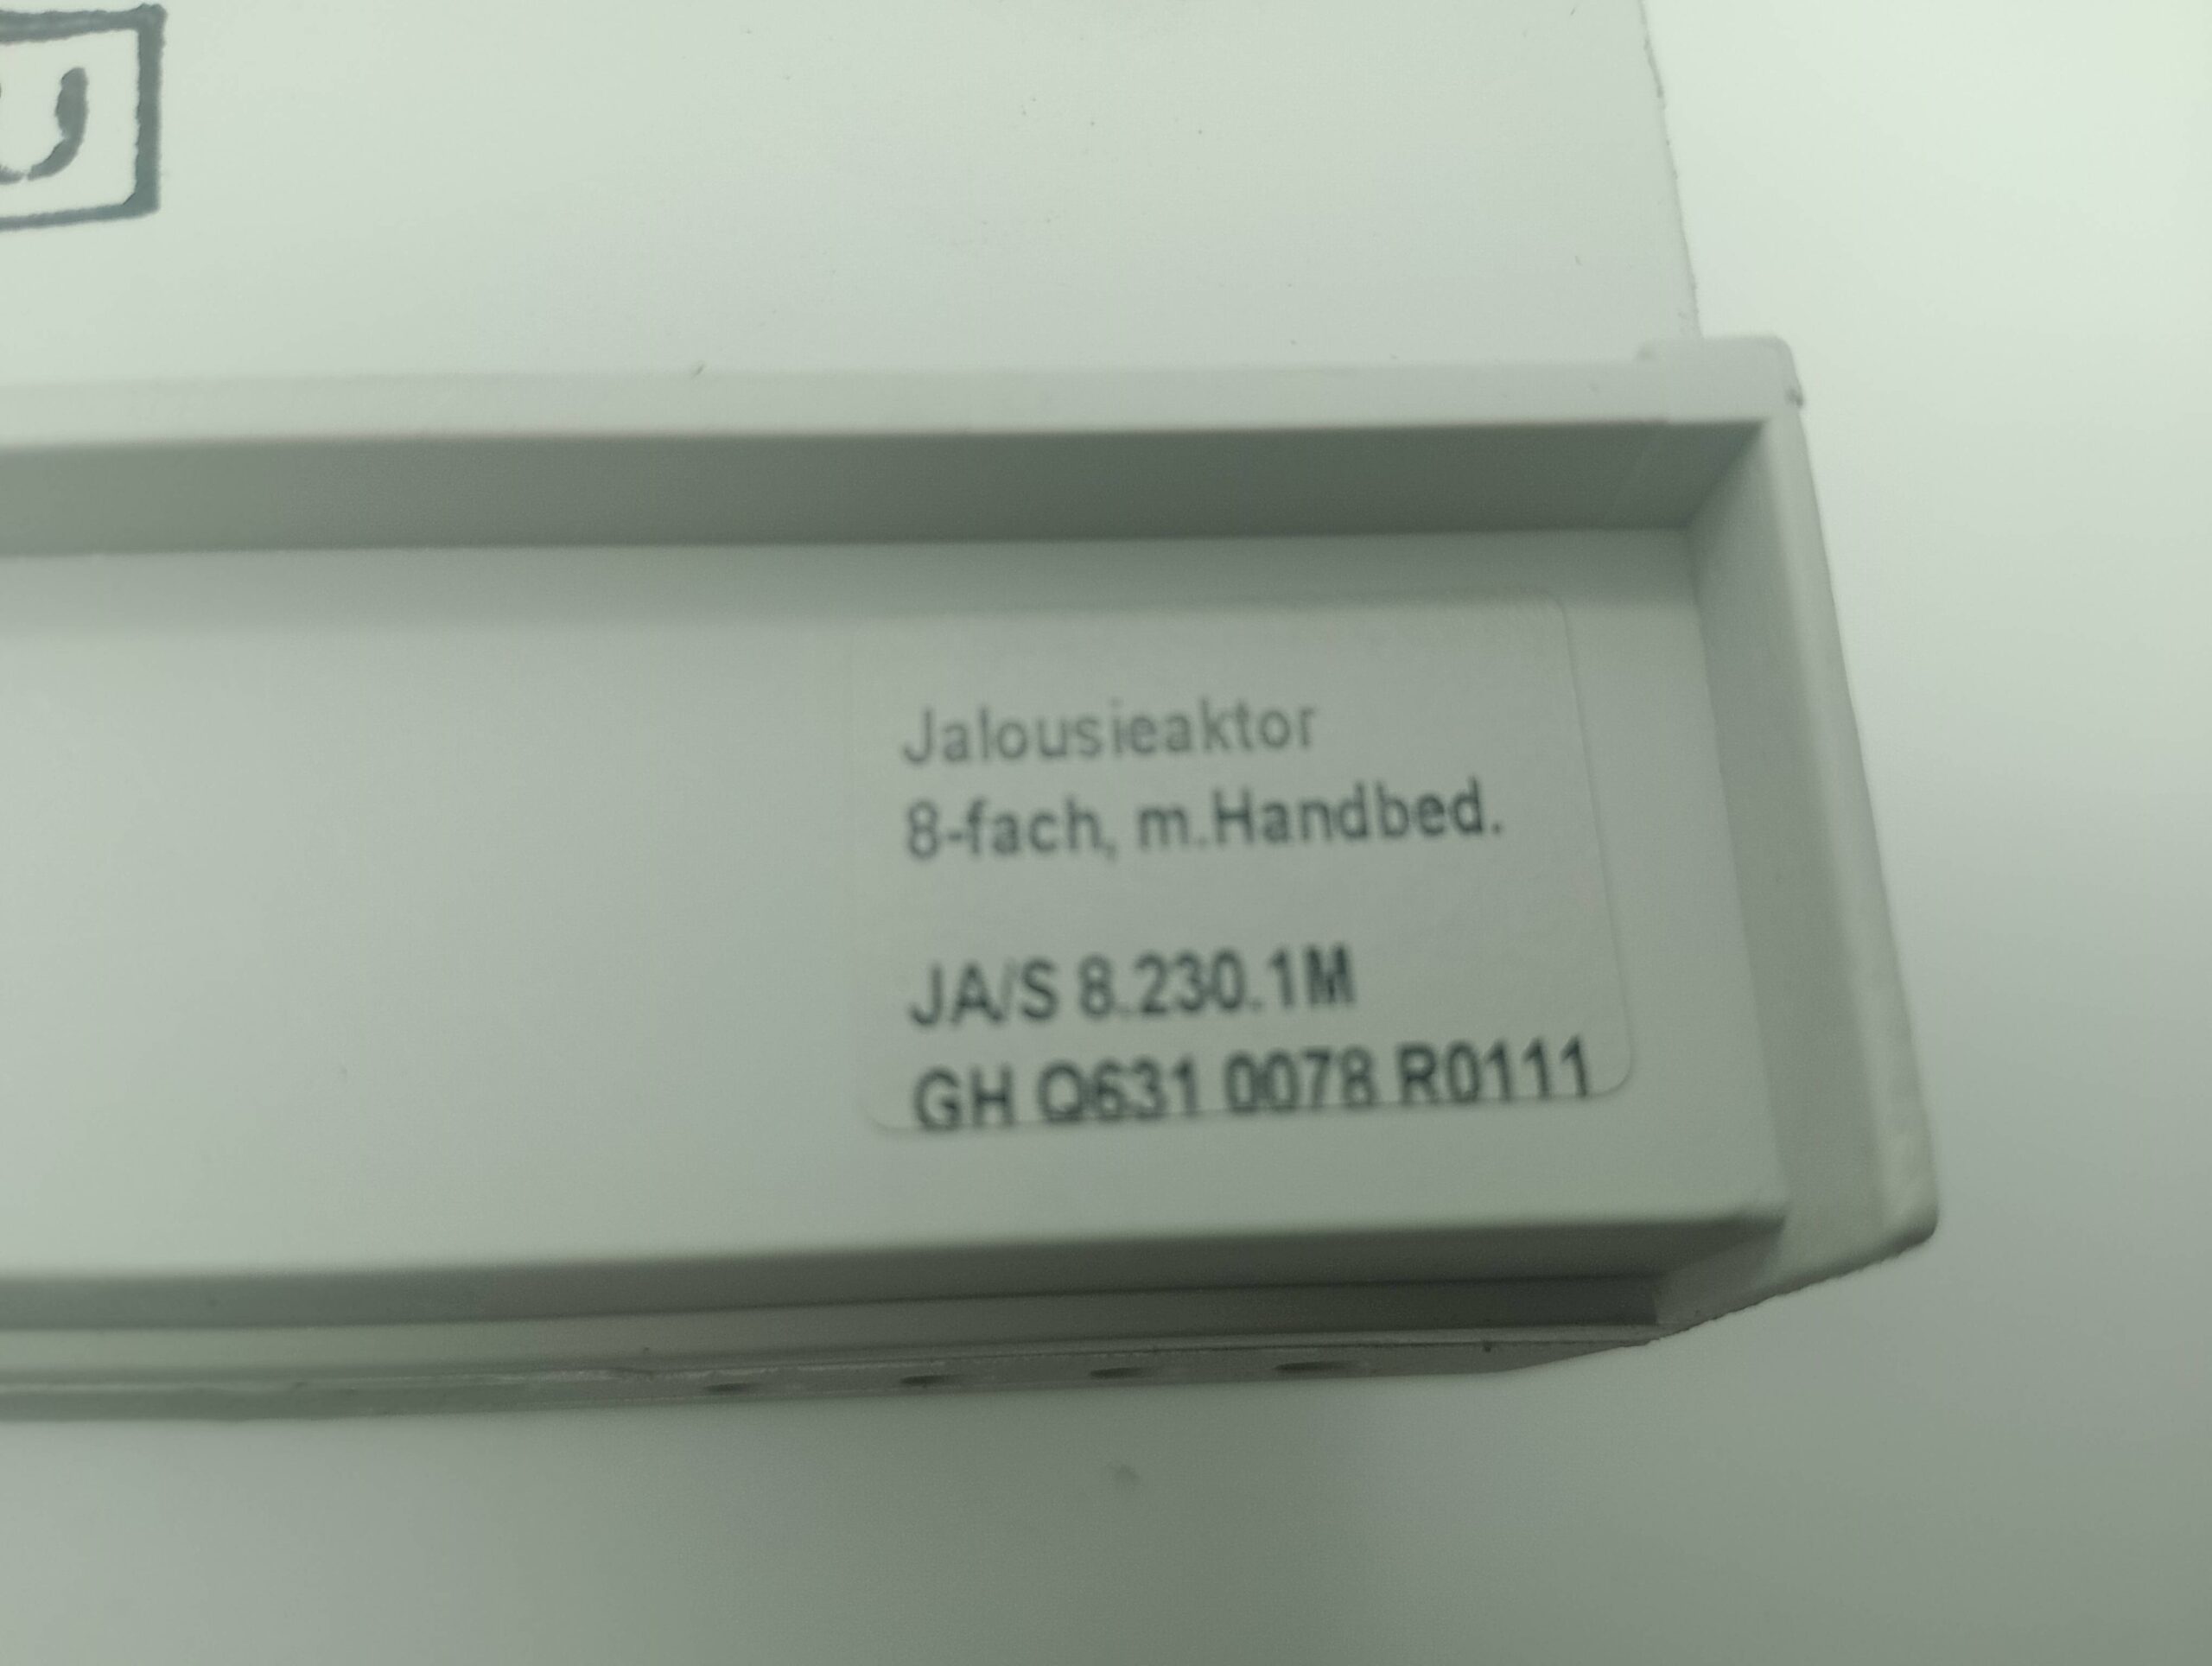 Jalousieaktor
8-fach, m.Handbed.
JA/S 8.230.1M
GH Q631 0078 R0111